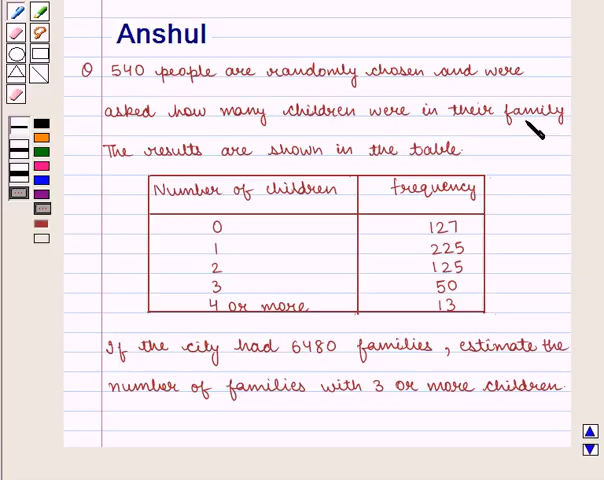 Anshul
Q 540 people are randomly chosen and were
asked how many children were in their family
The results are shown in the table.
Number of children frequency
0 127
1 225
2 125
3 50
4 or more 13
If the city had 6480 families, estimate the
number of families with 3 or more children.